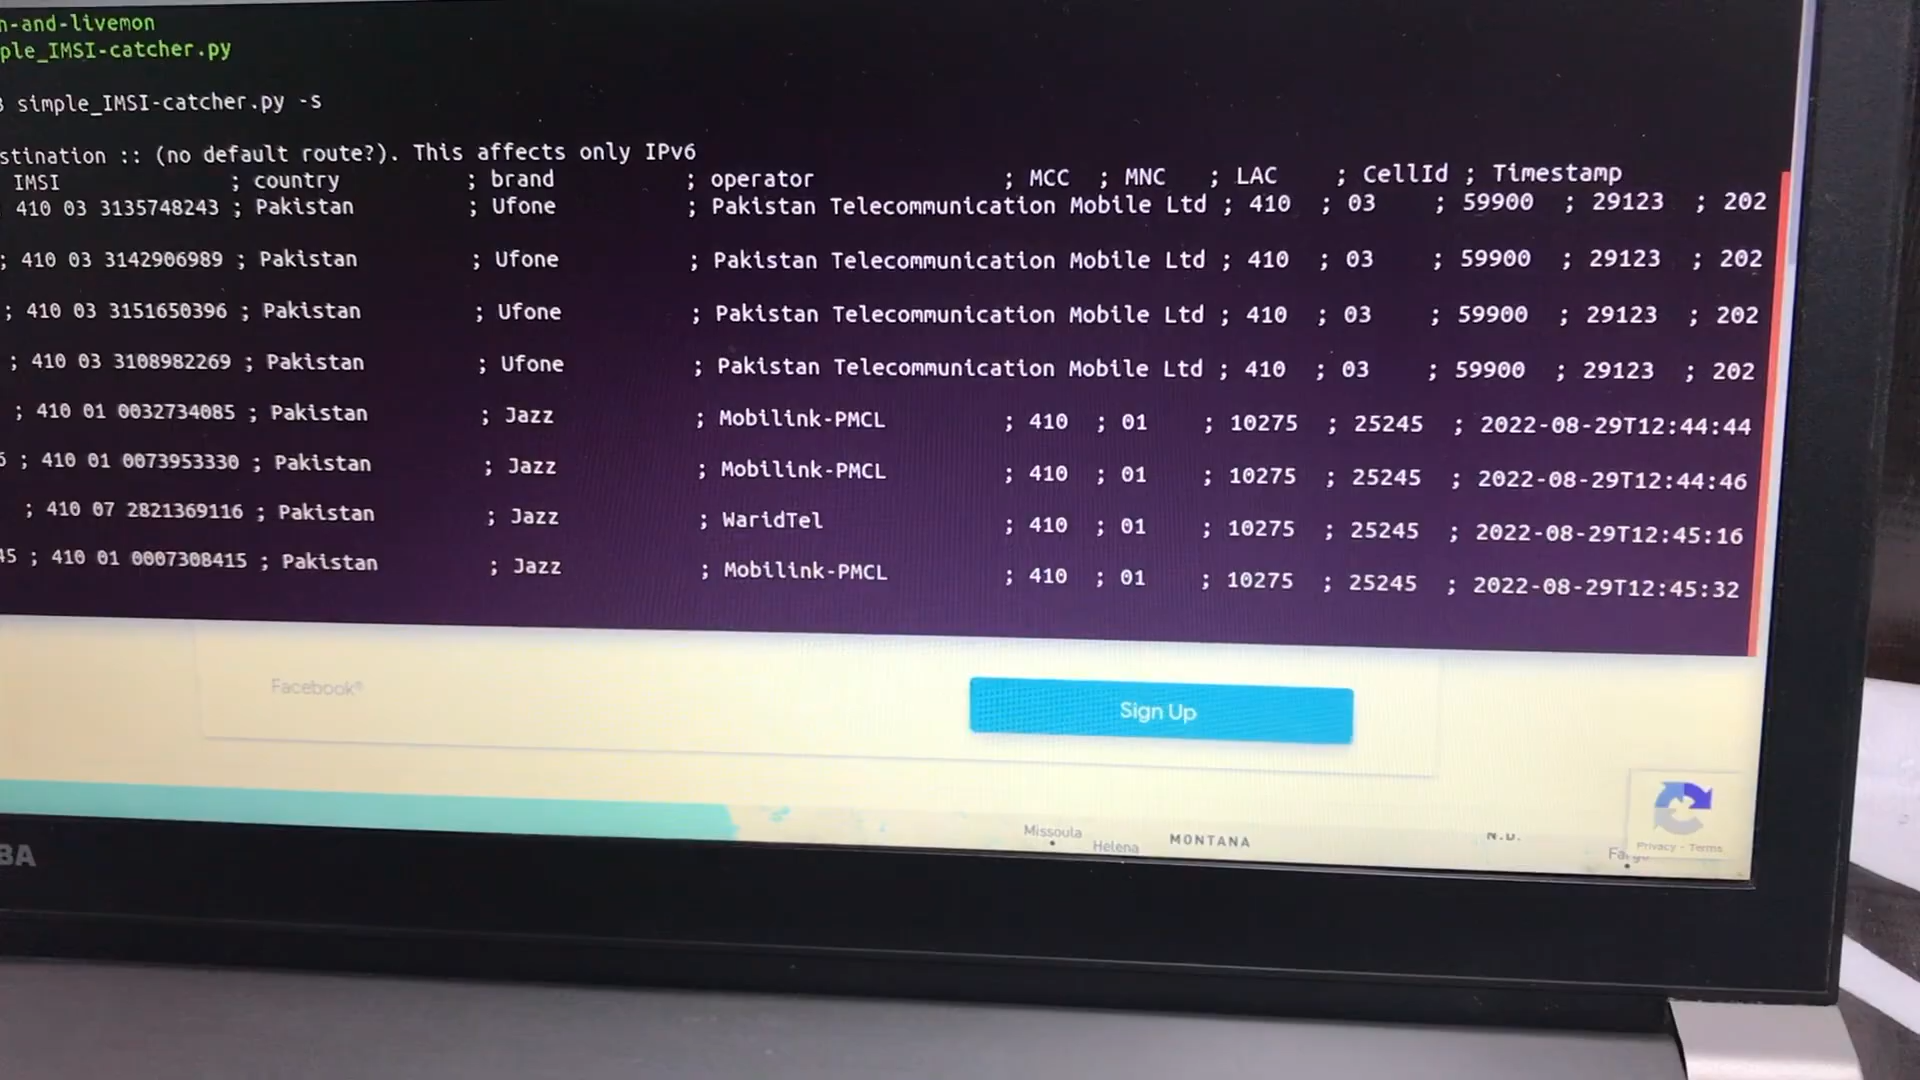 n-and-livemon
ple_IMSI-catcher.py
simple_IMSI-catcher.py -s
stination :: (no default route?). This affects only IPv6
IMSI ; country ; brand ; operator ; MCC ; MNC ; LAC ; CellId ; Timestamp
410 03 3135748243 ; Pakistan ; Ufone ; Pakistan Telecommunication Mobile Ltd ; 410 ; 03 ; 59900 ; 29123 ; 202
; 410 03 3142906989 ; Pakistan ; Ufone ; Pakistan Telecommunication Mobile Ltd ; 410 ; 03 ; 59900 ; 29123 ; 202
; 410 03 3151650396 ; Pakistan ; Ufone ; Pakistan Telecommunication Mobile Ltd ; 410 ; 03 ; 59900 ; 29123 ; 202
; 410 03 3108982269 ; Pakistan ; Ufone ; Pakistan Telecommunication Mobile Ltd ; 410 ; 03 ; 59900 ; 29123 ; 202
; 410 01 0032734085 ; Pakistan ; Jazz ; Mobilink-PMCL ; 410 ; 01 ; 10275 ; 25245 ; 2022-08-29T12:44:44
6 ; 410 01 0073953330 ; Pakistan ; Jazz ; Mobilink-PMCL ; 410 ; 01 ; 10275 ; 25245 ; 2022-08-29T12:44:46
; 410 07 2821369116 ; Pakistan ; Jazz ; WaridTel ; 410 ; 01 ; 10275 ; 25245 ; 2022-08-29T12:45:16
45 ; 410 01 0007308415 ; Pakistan ; Jazz ; Mobilink-PMCL ; 410 ; 01 ; 10275 ; 25245 ; 2022-08-29T12:45:32
Facebook®
Sign Up
Missoula
Helena
MONTANA
N.D.
Privacy - Terms
BA